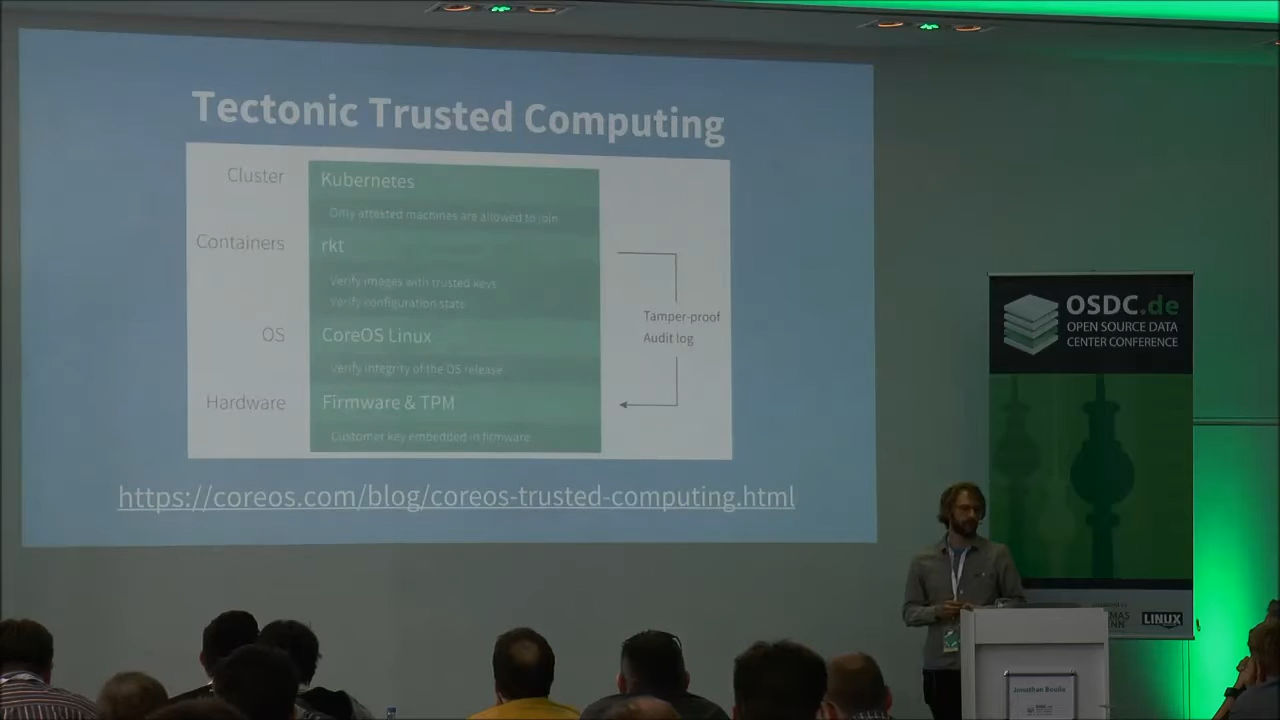 Tectonic Trusted Computing
Cluster
Kubernetes
Only attested machines are allowed to join
Containers
rkt
Verify images with trusted keys
Verify configuration state
OS
CoreOS Linux
Verify integrity of the OS release
Hardware
Firmware & TPM
Customer key embedded in firmware
Tamper-proof
Audit log
https://coreos.com/blog/coreos-trusted-computing.html
OSDC.de
OPEN SOURCE DATA
CENTER CONFERENCE
LINUX
Jonathan Boulle